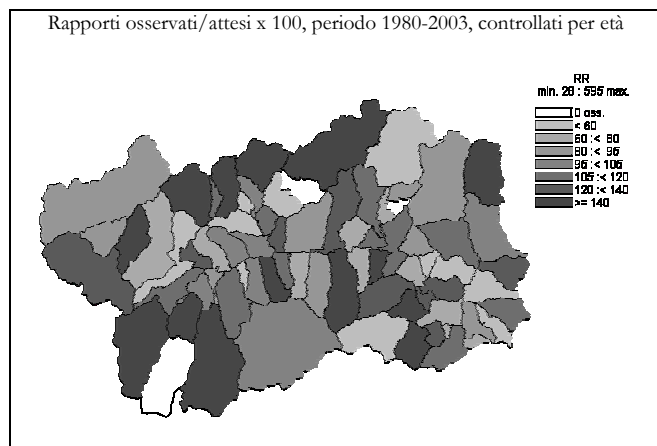 Rapporti osservati/attesi x 100, periodo 1980-2003, controllati per età
RR
min. 28 : 595 max.
0 oss.
< 60
60 :< 80
80 :< 95
95 :< 105
105 :< 120
120 :< 140
>= 140